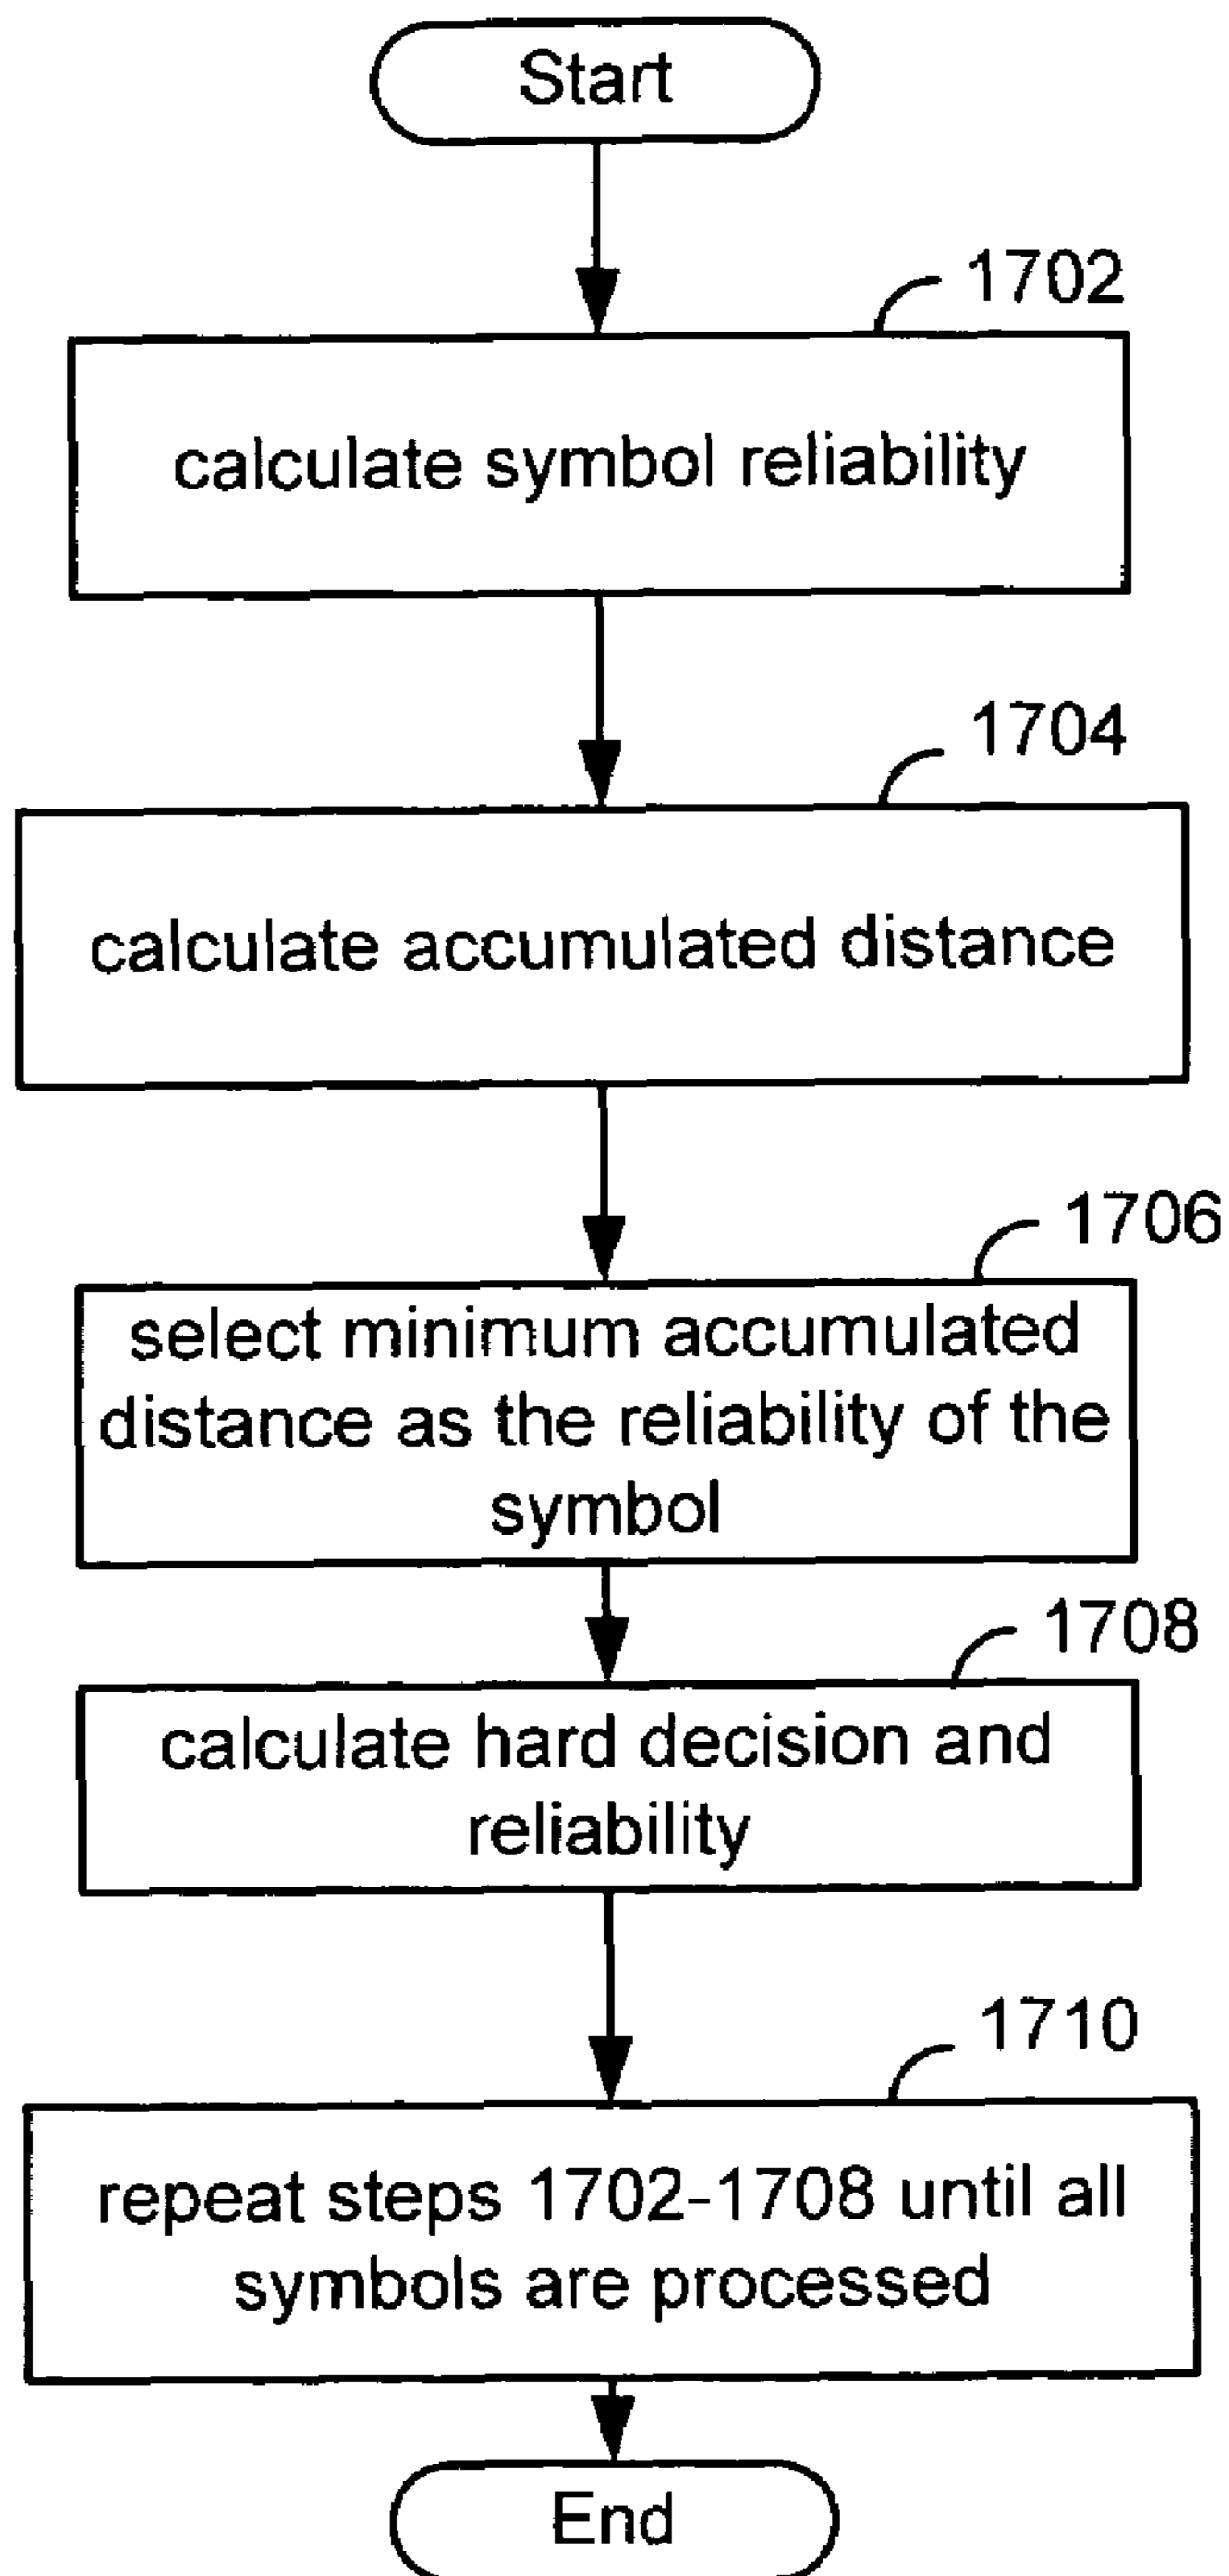 Start
1702
calculate symbol reliability
1704
calculate accumulated distance
1706
select minimum accumulated
distance as the reliability of the
symbol
1708
calculate hard decision and
reliability
1710
repeat steps 1702-1708 until all
symbols are processed
End